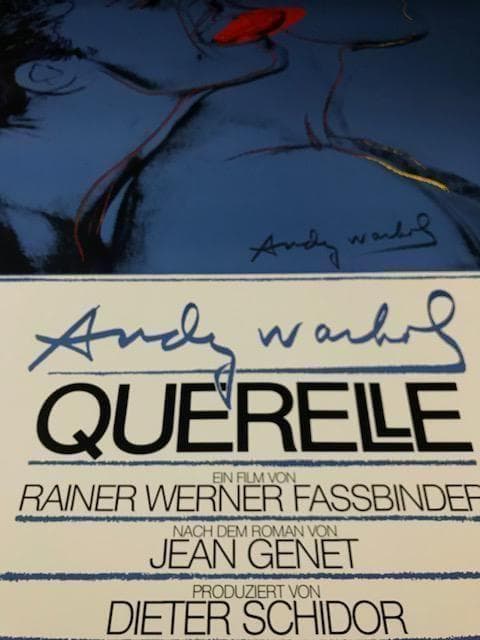 Andy Warhol
Andy Warhol
QUERELLE
EIN FILM VON
RAINER WERNER FASSBINDER
NACH DEM ROMAN VON
JEAN GENET
PRODUZIERT VON
DIETER SCHIDOR